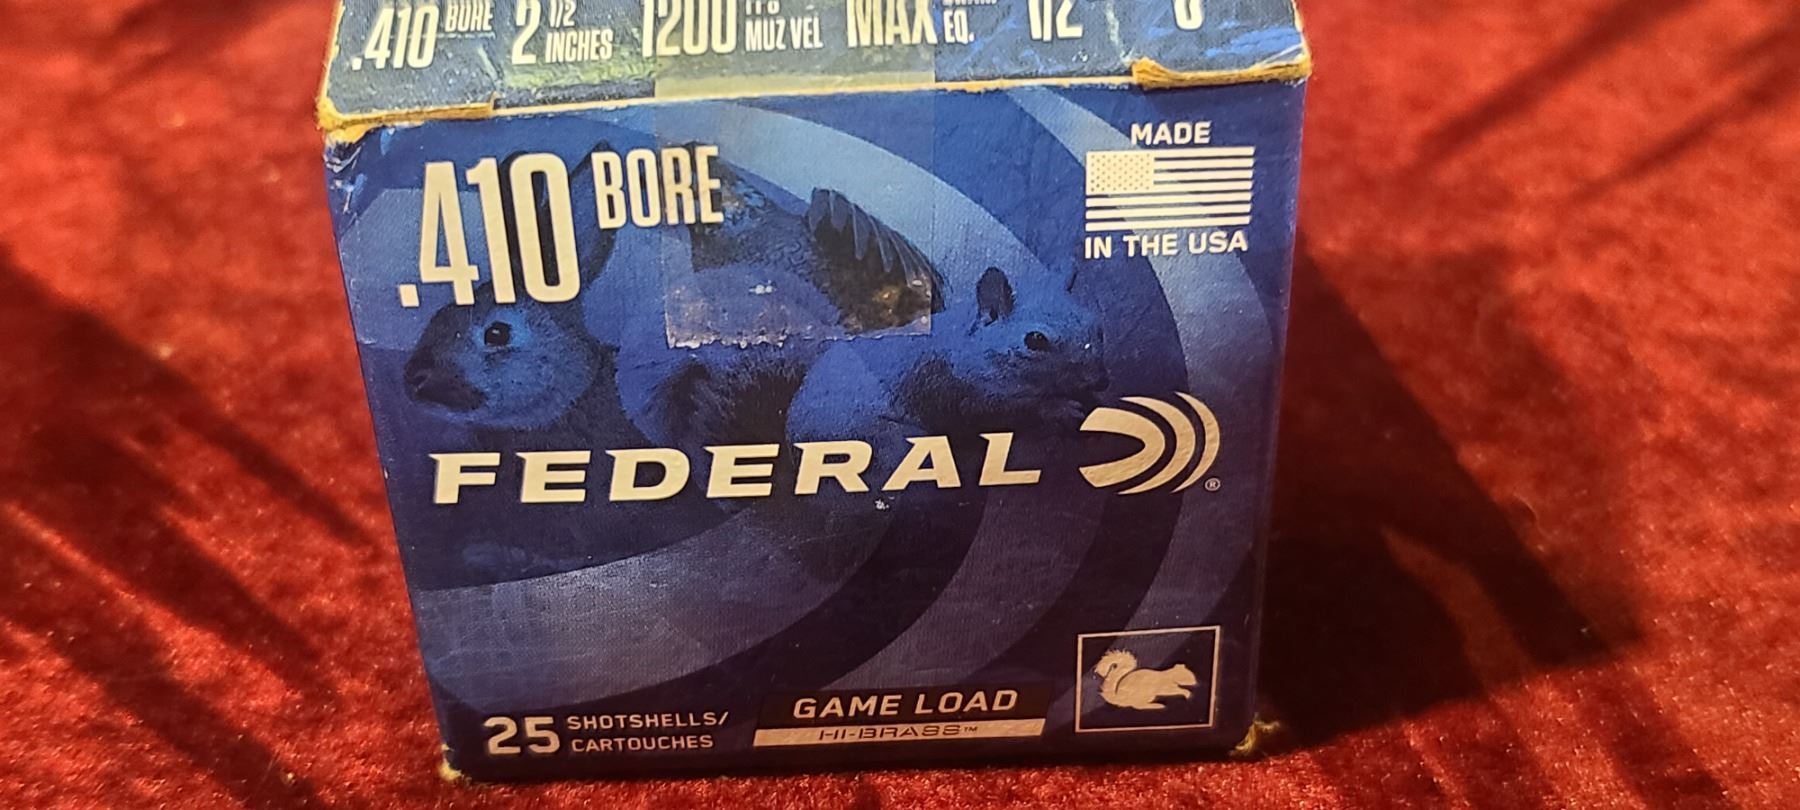 .410 BORE 2 1/2 INCHES 1200 MUZ VEL MAX EQ. 1/2
.410 BORE
MADE
IN THE USA
FEDERAL
®
GAME LOAD
HI-BRASS™
25 SHOTSHELLS/
CARTOUCHES